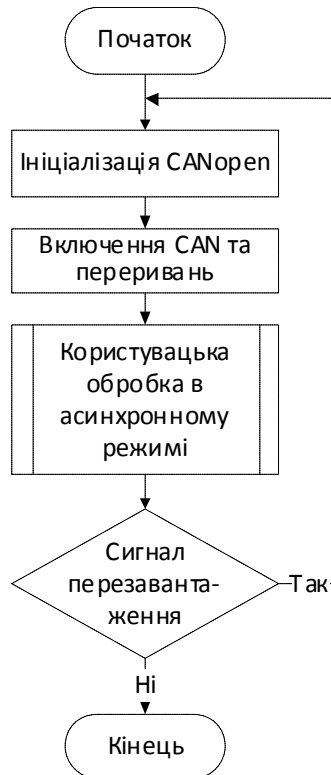 Початок
Ініціалізація CANopen
Включення CAN та
переривань
Користувацька
обробка в
асинхронному
режимі
Сигнал
перезаванта-
ження
Так
Ні
Кінець